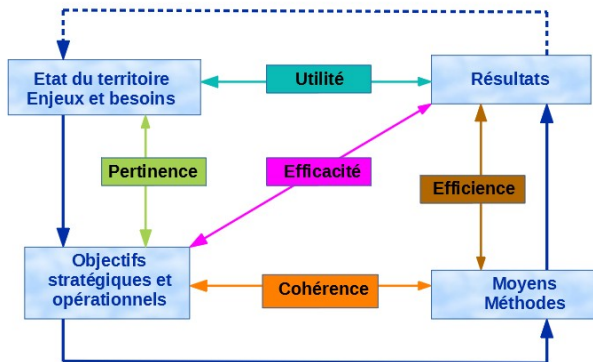 Etat du territoire
Enjeux et besoins
Utilité
Résultats
Pertinence
Efficacité
Efficience
Objectifs
stratégiques et
opérationnels
Cohérence
Moyens
Méthodes